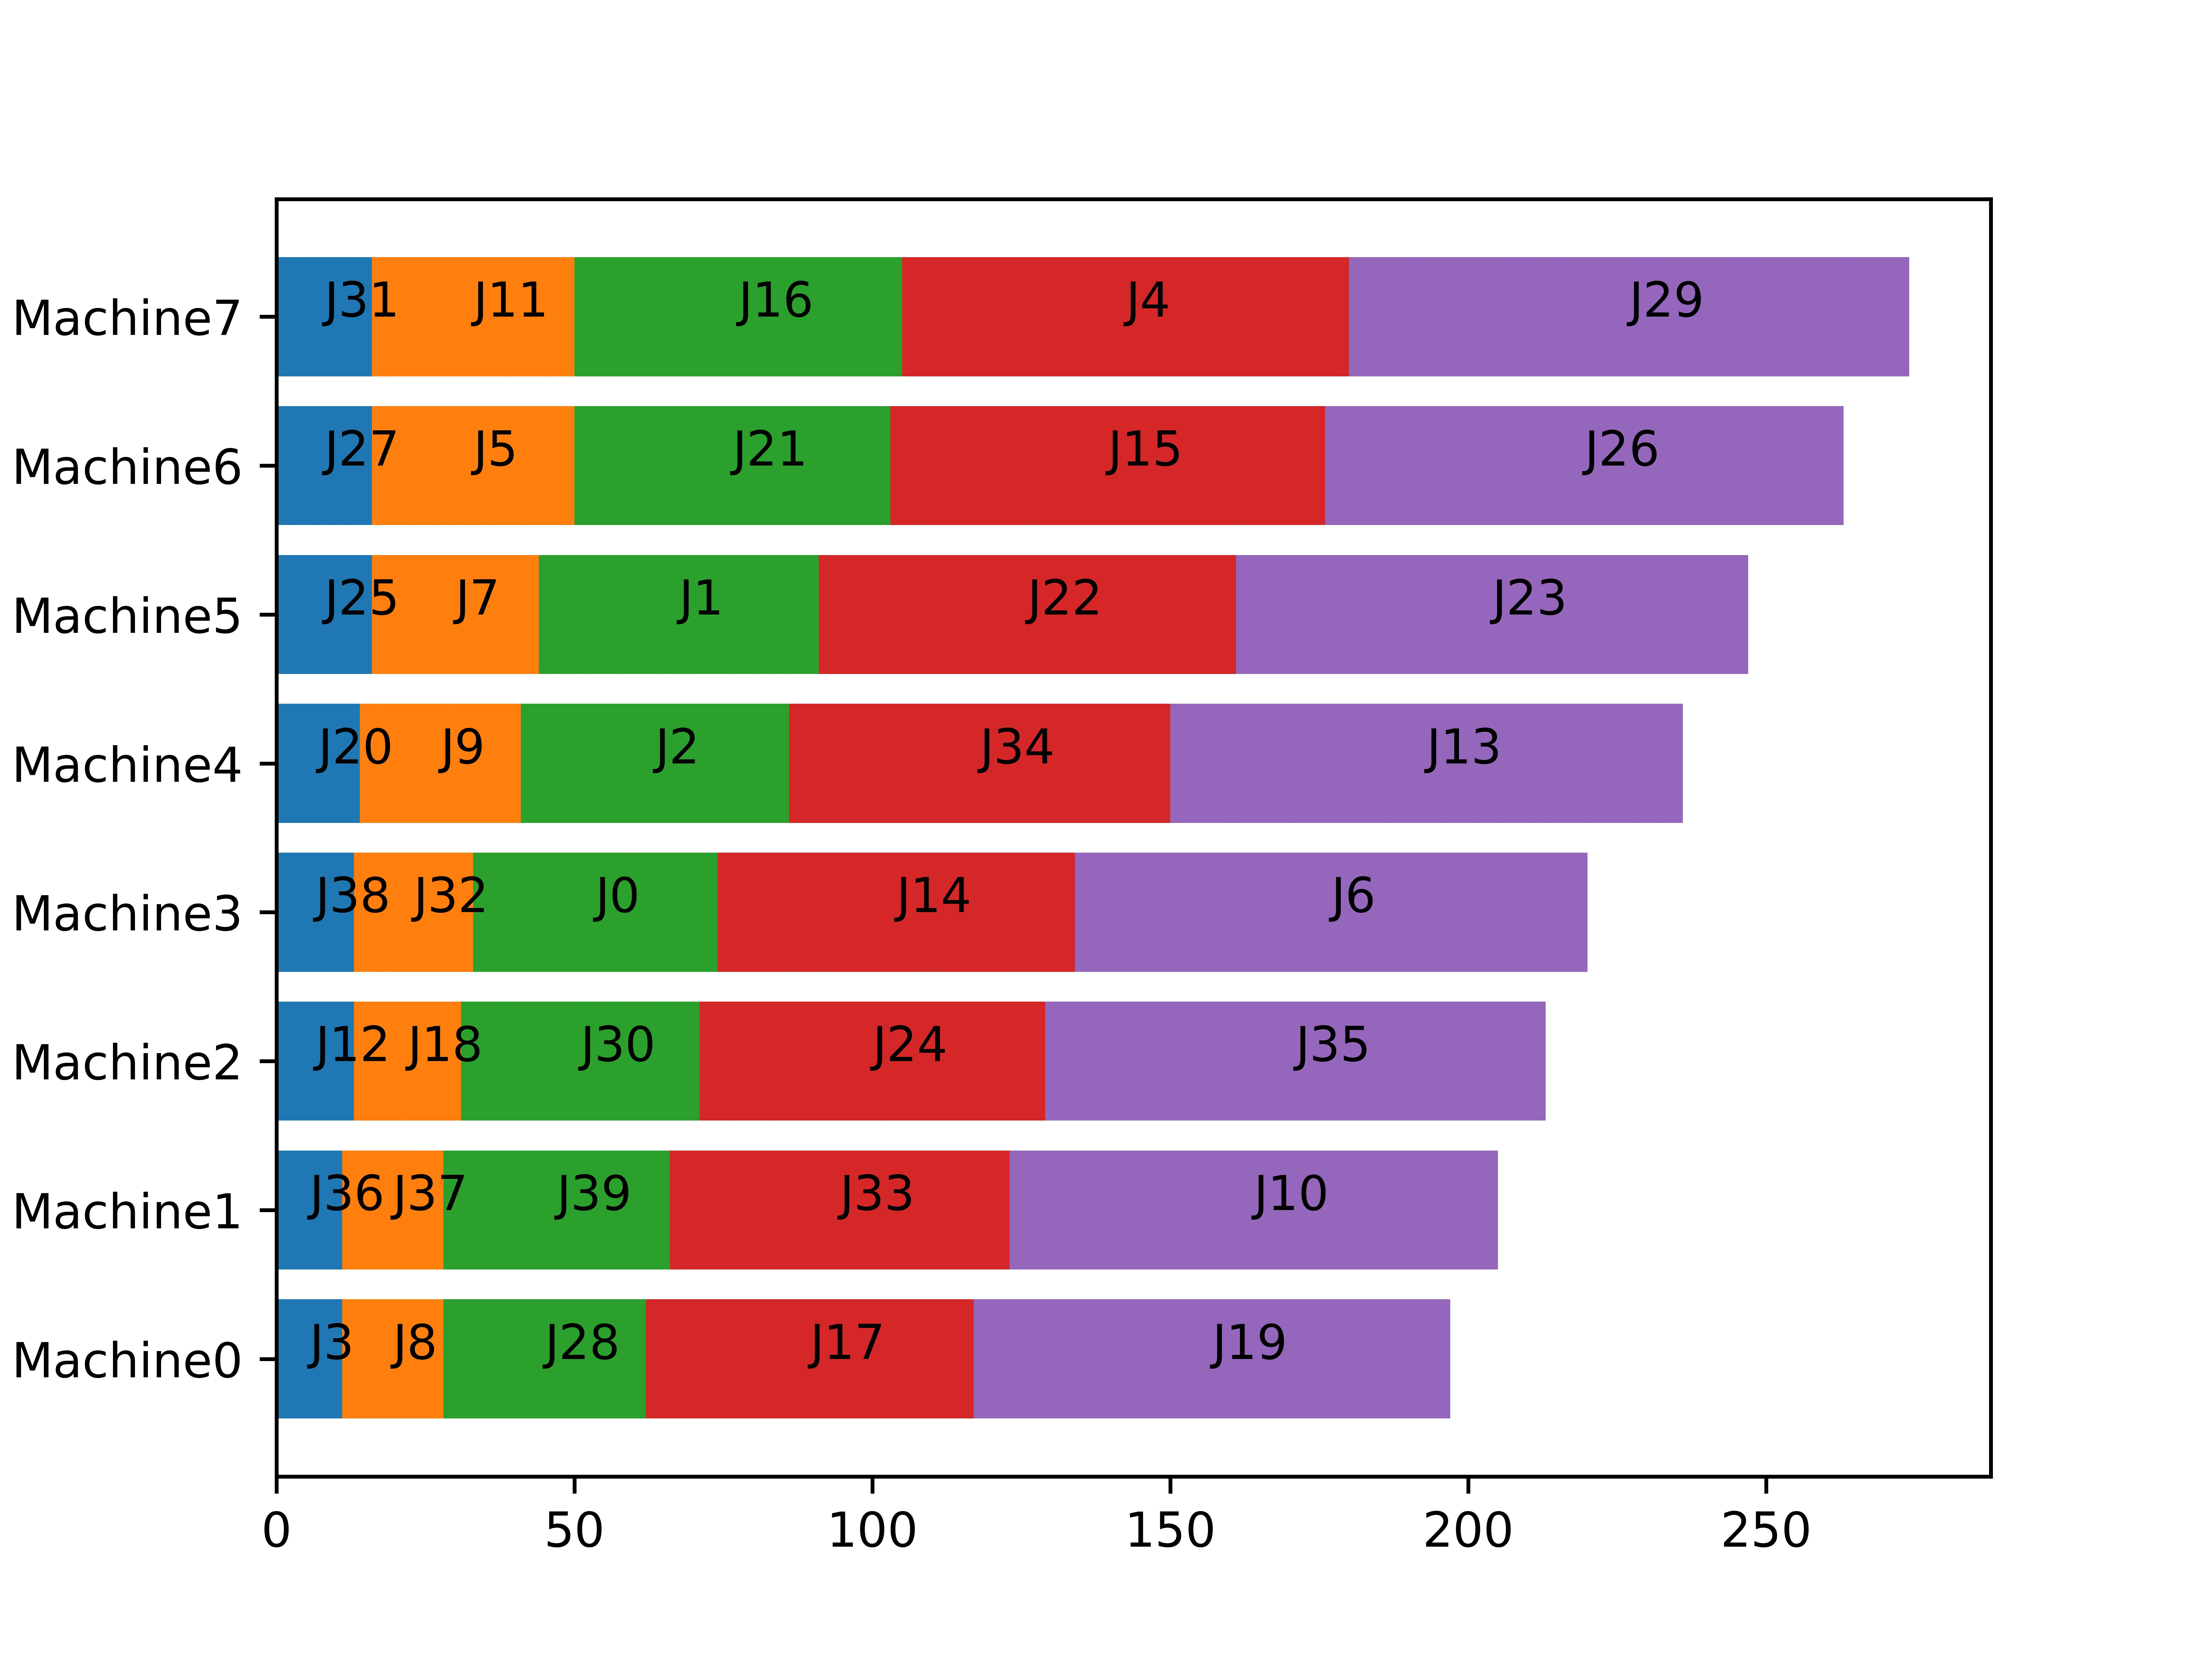 Machine7 J31 J11 J16 J4 J29
Machine6 J27 J5 J21 J15 J26
Machine5 J25 J7 J1 J22 J23
Machine4 J20 J9 J2 J34 J13
Machine3 J38 J32 J0 J14 J6
Machine2 J12 J18 J30 J24 J35
Machine1 J36 J37 J39 J33 J10
Machine0 J3 J8 J28 J17 J19
0 50 100 150 200 250